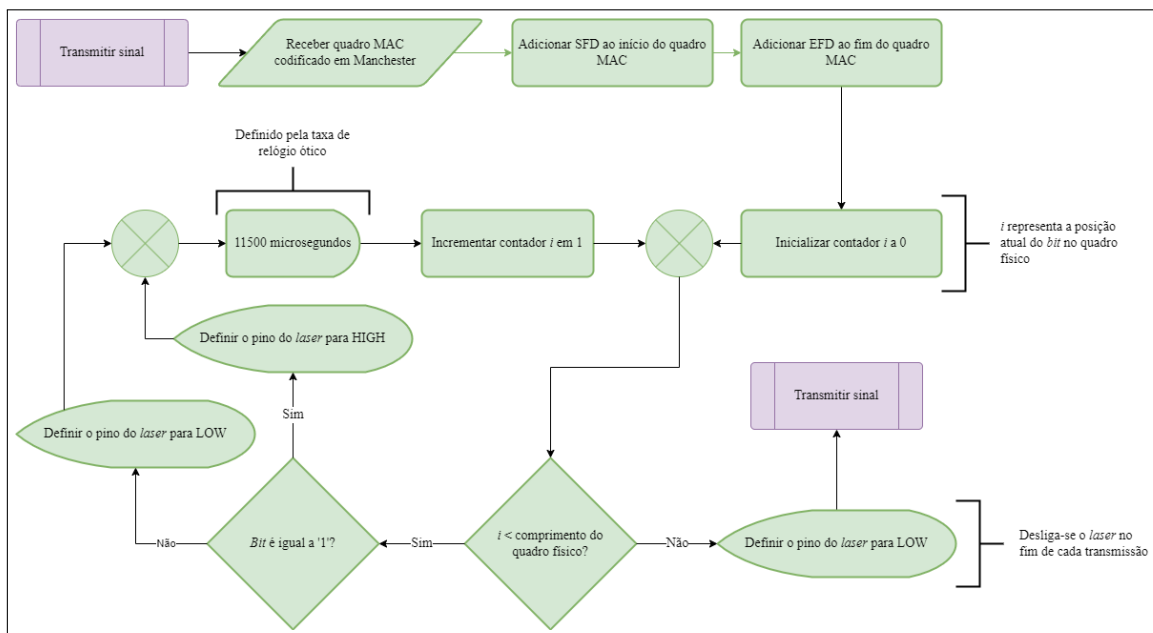 Transmitir sinal
Receber quadro MAC
codificado em Manchester
Adicionar SFD ao início do quadro
MAC
Adicionar EFD ao fim do quadro
MAC
Definido pela taxa de
relógio ótico
11500 microsegundos
Incrementar contador i em 1
Inicializar contador i a 0
i representa a posição
atual do bit no quadro
físico
Definir o pino do laser para HIGH
Transmitir sinal
Sim
Definir o pino do laser para LOW
Não
Bit é igual a '1'?
Sim
i < comprimento do
quadro físico?
Não
Definir o pino do laser para LOW
Desliga-se o laser no
fim de cada transmissão